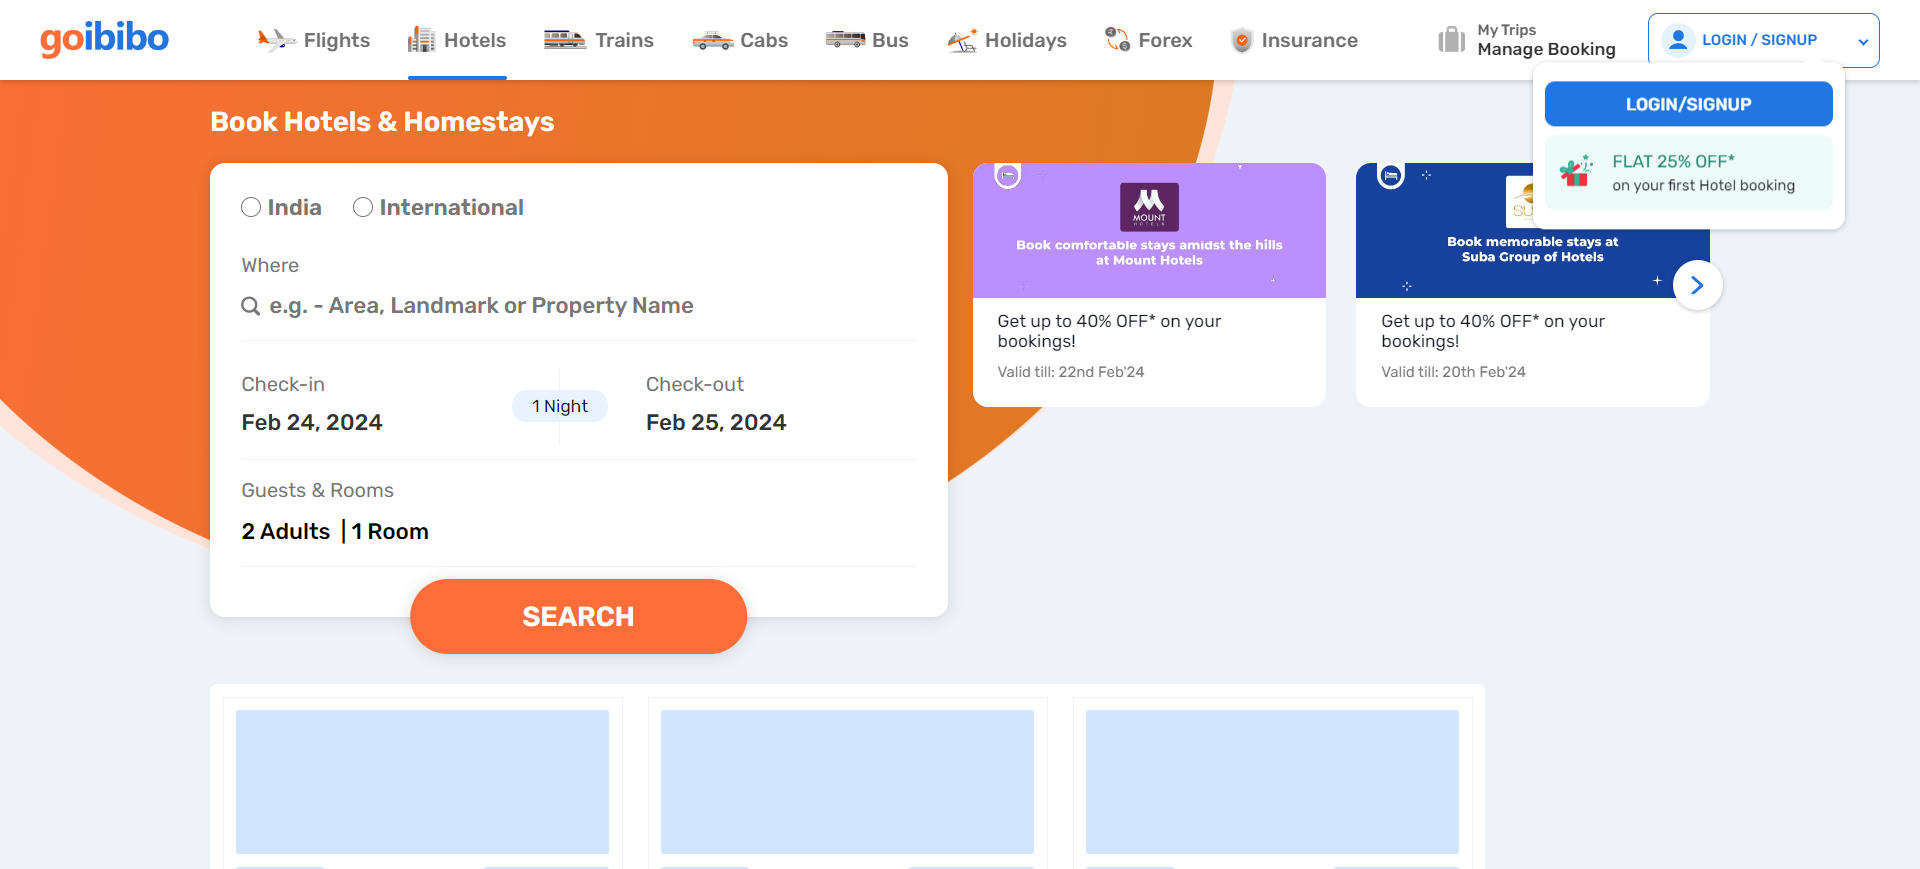 goibibo
Flights
Hotels
Trains
Cabs
Bus
Holidays
Forex
Insurance
My Trips
Manage Booking
LOGIN / SIGNUP
LOGIN/SIGNUP
FLAT 25% OFF*
on your first Hotel booking
Book Hotels & Homestays
India
International
Where
e.g. - Area, Landmark or Property Name
Check-in
Feb 24, 2024
1 Night
Check-out
Feb 25, 2024
Guests & Rooms
2 Adults | 1 Room
SEARCH
MOUNT
HOTELS
Book comfortable stays amidst the hills
at Mount Hotels
Get up to 40% OFF* on your
bookings!
Valid till: 22nd Feb'24
Book memorable stays at
Suba Group of Hotels
Get up to 40% OFF* on your
bookings!
Valid till: 20th Feb'24